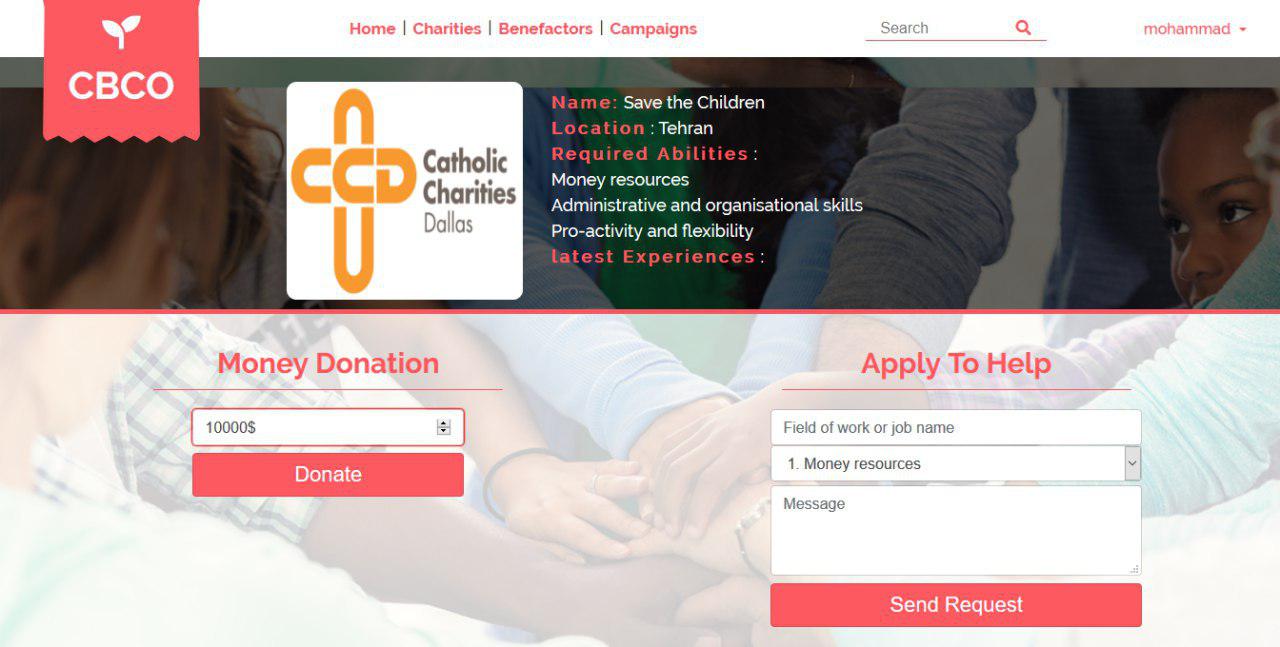 Home | Charities | Benefactors | Campaigns
Search
mohammad
CBCO
CCD
Catholic
Charities
Dallas
Name: Save the Children
Location : Tehran
Required Abilities :
Money resources
Administrative and organisational skills
Pro-activity and flexibility
latest Experiences :
Money Donation
10000$
Donate
Apply To Help
Field of work or job name
1. Money resources
Message
Send Request